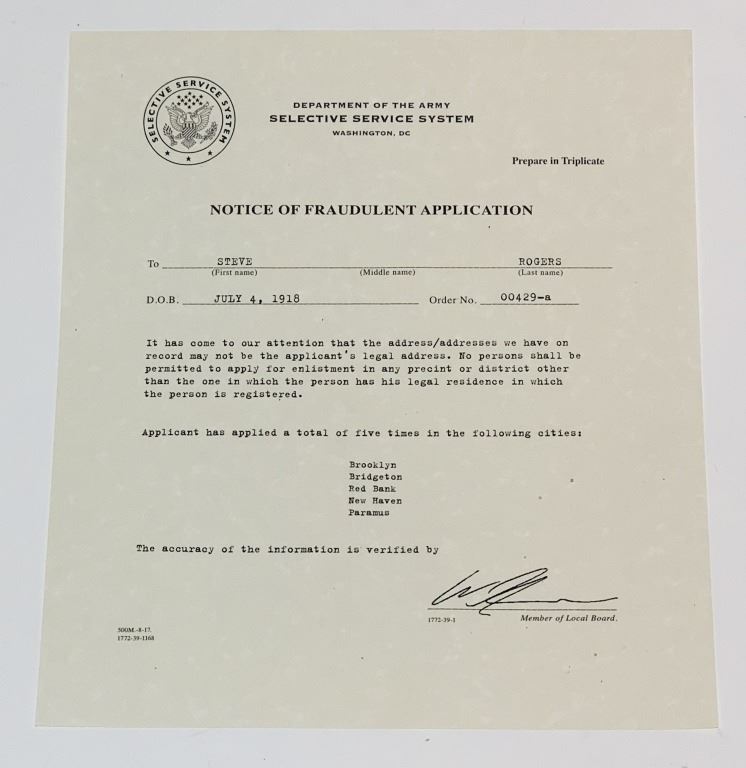 SELECTIVE SERVICE SYSTEM
DEPARTMENT OF THE ARMY
SELECTIVE SERVICE SYSTEM
WASHINGTON, DC
Prepare in Triplicate
NOTICE OF FRAUDULENT APPLICATION
To STEVE ROGERS
(First name) (Middle name) (Last name)
D.O.B. JULY 4, 1918 Order No. 00429-a
It has come to our attention that the address/addresses we have on
record may not be the applicant's legal address. No persons shall be
permitted to apply for enlistment in any precint or district other
than the one in which the person has his legal residence in which
the person is registered.
Applicant has applied a total of five times in the following cities:
Brooklyn
Bridgeton
Red Bank
New Haven
Paramus
The accuracy of the information is verified by
1772-39-1 Member of Local Board.
500M.-8-17.
1772-39-1168